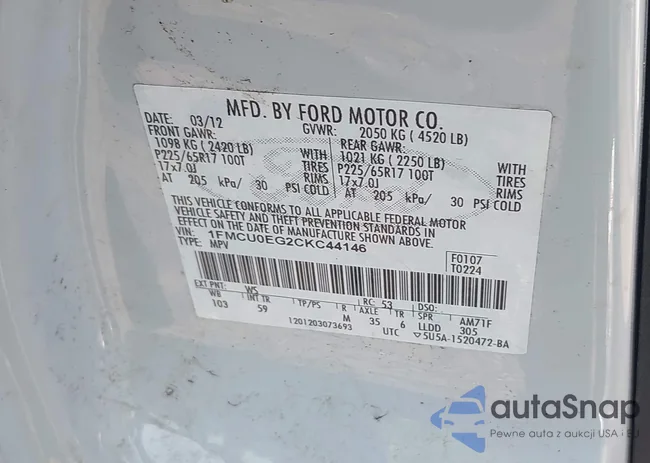 MFD. BY FORD MOTOR CO.
DATE: 03/12 GVWR: 2050 KG ( 4520 LB)
FRONT GAWR: REAR GAWR:
1098 KG ( 2420 LB) WITH 1021 KG ( 2250 LB) WITH
P225/65R17 100T TIRES P225/65R17 100T TIRES
17x7.0J RIMS 17x7.0J RIMS
AT 205 kPa/ 30 PSI COLD AT 205 kPa/ 30 PSI COLD
THIS VEHICLE CONFORMS TO ALL APPLICABLE FEDERAL MOTOR
VEHICLE SAFETY AND THEFT PREVENTION STANDARDS IN
EFFECT ON THE DATE OF MANUFACTURE SHOWN ABOVE.
1FMCU0EG2CKC44146
TYPE: MPV
F0107
T0224
EXT PNT: WS RC: 53 DSO:
WB INT TR TP/PS R AXLE TR SPR AM71F
103 59 M 35 6 LLDD 305
1201203073693 UTC ▽5U5A-1520472-BA
autaSnap
Pewne auta z aukcji USA i EU